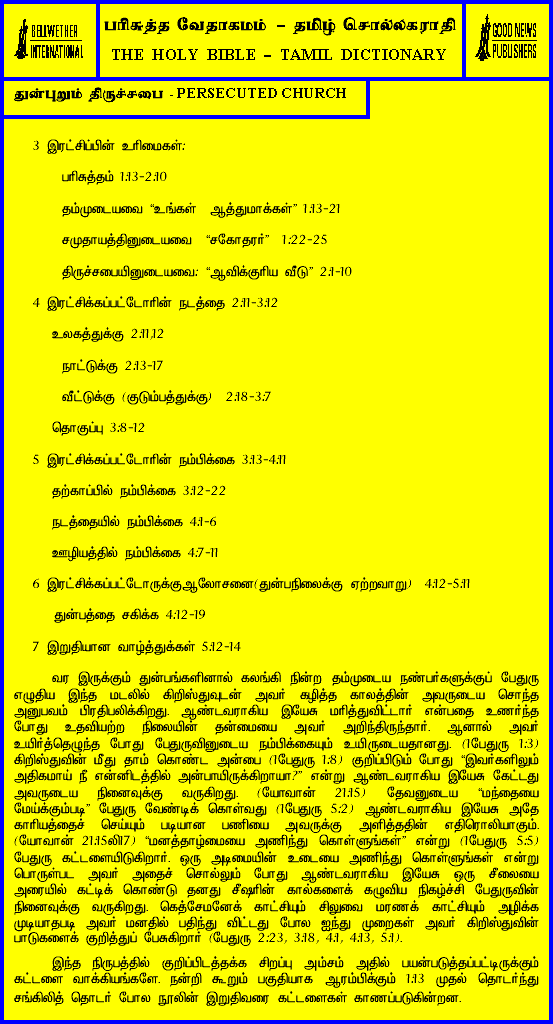 BELLWETHER
INTERNATIONAL
பரிசுத்த வேதாகமம் – தமிழ் சொல்லகராதி
THE HOLY BIBLE – TAMIL DICTIONARY
GOOD NEWS
PUBLISHERS
துன்புறும் திருச்சபை - PERSECUTED CHURCH
3 இரட்சிப்பின் உரிமைகள்:
பரிசுத்தம் 1:13-2:10
தம்முடையவை “உங்கள் ஆத்துமாக்கள்” 1:13-21
சமுதாயத்தினுடையவை “சகோதரர்” 1:22-25
திருச்சபையினுடையவை: “ஆவிக்குரிய வீடு” 2:1-10
4 இரட்சிக்கப்பட்டோரின் நடத்தை 2:11-3:12
உலகத்துக்கு 2:11,12
நாட்டுக்கு 2:13-17
வீட்டுக்கு (குடும்பத்துக்கு) 2:18-3:7
தொகுப்பு 3:8-12
5 இரட்சிக்கப்பட்டோரின் நம்பிக்கை 3:13-4:11
தற்காப்பில் நம்பிக்கை 3:12-22
நடத்தையில் நம்பிக்கை 4:1-6
ஊழியத்தில் நம்பிக்கை 4:7-11
6 இரட்சிக்கப்பட்டோருக்குஆலோசனை(துன்பநிலைக்கு ஏற்றவாறு) 4:12-5:11
துன்பத்தை சகிக்க 4:12-19
7 இறுதியான வாழ்த்துக்கள் 5:12-14
வர இருக்கும் துன்பங்களினால் கலங்கி நின்ற தம்முடைய நண்பர்களுக்குப் பேதுரு
எழுதிய இந்த மடலில் கிறிஸ்துவுடன் அவர் கழித்த காலத்தின் அவருடைய சொந்த
அனுபவம் பிரதிபலிக்கிறது. ஆண்டவராகிய இயேசு மரித்துவிட்டார் என்பதை உணர்ந்த
போது உதவியற்ற நிலையின் தன்மையை அவர் அறிந்திருந்தார். ஆனால் அவர்
உயிர்த்தெழுந்த போது பேதுருவினுடைய நம்பிக்கையும் உயிருடையதானது. (1பேதுரு 1:3)
கிறிஸ்துவின் மீது தாம் கொண்ட அன்பை (1பேதுரு 1:8) குறிப்பிடும் போது “இவர்களிலும்
அதிகமாய் நீ என்னிடத்தில் அன்பாயிருக்கிறாயா?” என்று ஆண்டவராகிய இயேசு கேட்டது
அவருடைய நினைவுக்கு வருகிறது. (யோவான் 21:15) தேவனுடைய “மந்தையை
மேய்க்கும்படி” பேதுரு வேண்டிக் கொள்வது (1பேதுரு 5:2) ஆண்டவராகிய இயேசு அதே
காரியத்தைச் செய்யும் படியான பணியை அவருக்கு அளித்ததின் எதிரொலியாகும்.
(யோவான் 21:15லி17) “மனத்தாழ்மையை அணிந்து கொள்ளுங்கள்” என்று (1பேதுரு 5:5)
பேதுரு கட்டளையிடுகிறார். ஒரு அடிமையின் உடையை அணிந்து கொள்ளுங்கள் என்று
பொருள்பட அவர் அதைச் சொல்லும் போது ஆண்டவராகிய இயேசு ஒரு சீலையை
அரையில் கட்டிக் கொண்டு தனது சீஷரின் கால்களைக் கழுவிய நிகழ்ச்சி பேதுருவின்
நினைவுக்கு வருகிறது. கெத்சேமனேக் காட்சியும் சிலுவை மரணக் காட்சியும் அழிக்க
முடியாதபடி அவர் மனதில் பதிந்து விட்டது போல ஐந்து முறைகள் அவர் கிறிஸ்துவின்
பாடுகளைக் குறித்துப் பேசுகிறார் (பேதுரு 2:23, 3:18, 4:1, 4:13, 5:1).
இந்த நிருபத்தில் குறிப்பிடத்தக்க சிறப்பு அம்சம் அதில் பயன்படுத்தப்பட்டிருக்கும்
கட்டளை வாக்கியங்களே. நன்றி கூறும் பகுதியாக ஆரம்பிக்கும் 1:13 முதல் தொடர்ந்து
சங்கிலித் தொடர் போல நூலின் இறுதிவரை கட்டளைகள் காணப்படுகின்றன.